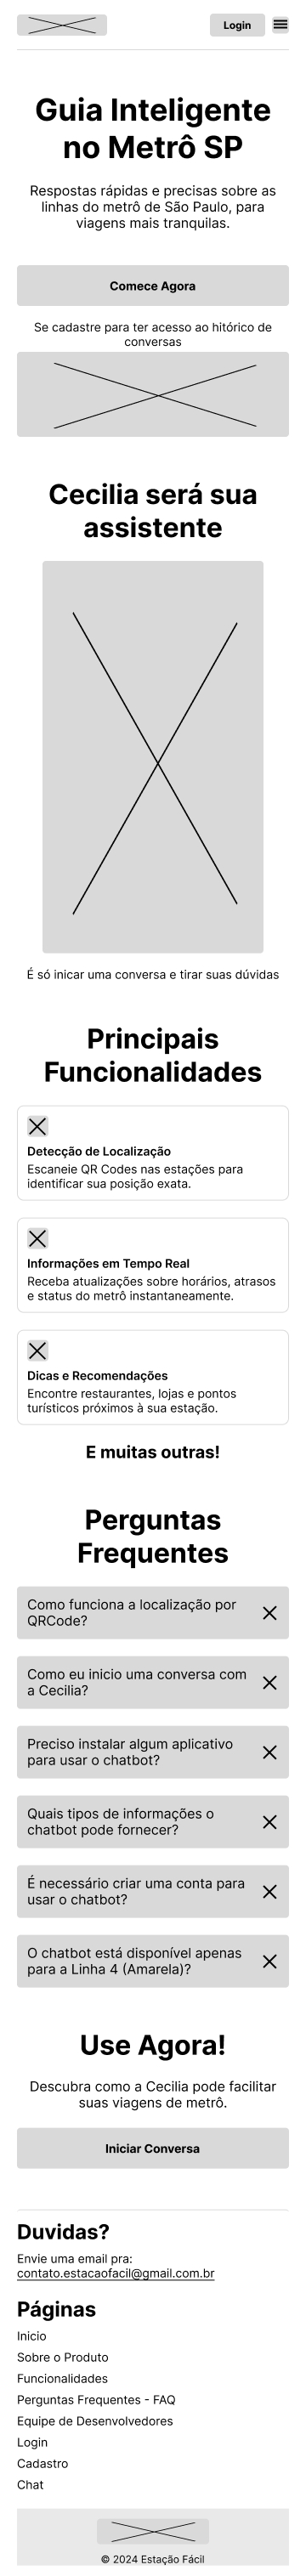 Login
Guia Inteligente
no Metrô SP
Respostas rápidas e precisas sobre as
linhas do metrô de São Paulo, para
viagens mais tranquilas.
Comece Agora
Se cadastre para ter acesso ao hitórico de
conversas
Cecilia será sua
assistente
É só inicar uma conversa e tirar suas dúvidas
Principais
Funcionalidades
Detecção de Localização
Escaneie QR Codes nas estações para
identificar sua posição exata.
Informações em Tempo Real
Receba atualizações sobre horários, atrasos
e status do metrô instantaneamente.
Dicas e Recomendações
Encontre restaurantes, lojas e pontos
turísticos próximos à sua estação.
E muitas outras!
Perguntas
Frequentes
Como funciona a localização por
QRCode?
Como eu inicio uma conversa com
a Cecilia?
Preciso instalar algum aplicativo
para usar o chatbot?
Quais tipos de informações o
chatbot pode fornecer?
É necessário criar uma conta para
usar o chatbot?
O chatbot está disponível apenas
para a Linha 4 (Amarela)?
Use Agora!
Descubra como a Cecilia pode facilitar
suas viagens de metrô.
Iniciar Conversa
Duvidas?
Envie uma email pra:
contato.estacaofacil@gmail.com.br
Páginas
Inicio
Sobre o Produto
Funcionalidades
Perguntas Frequentes - FAQ
Equipe de Desenvolvedores
Login
Cadastro
Chat
© 2024 Estação Fácil